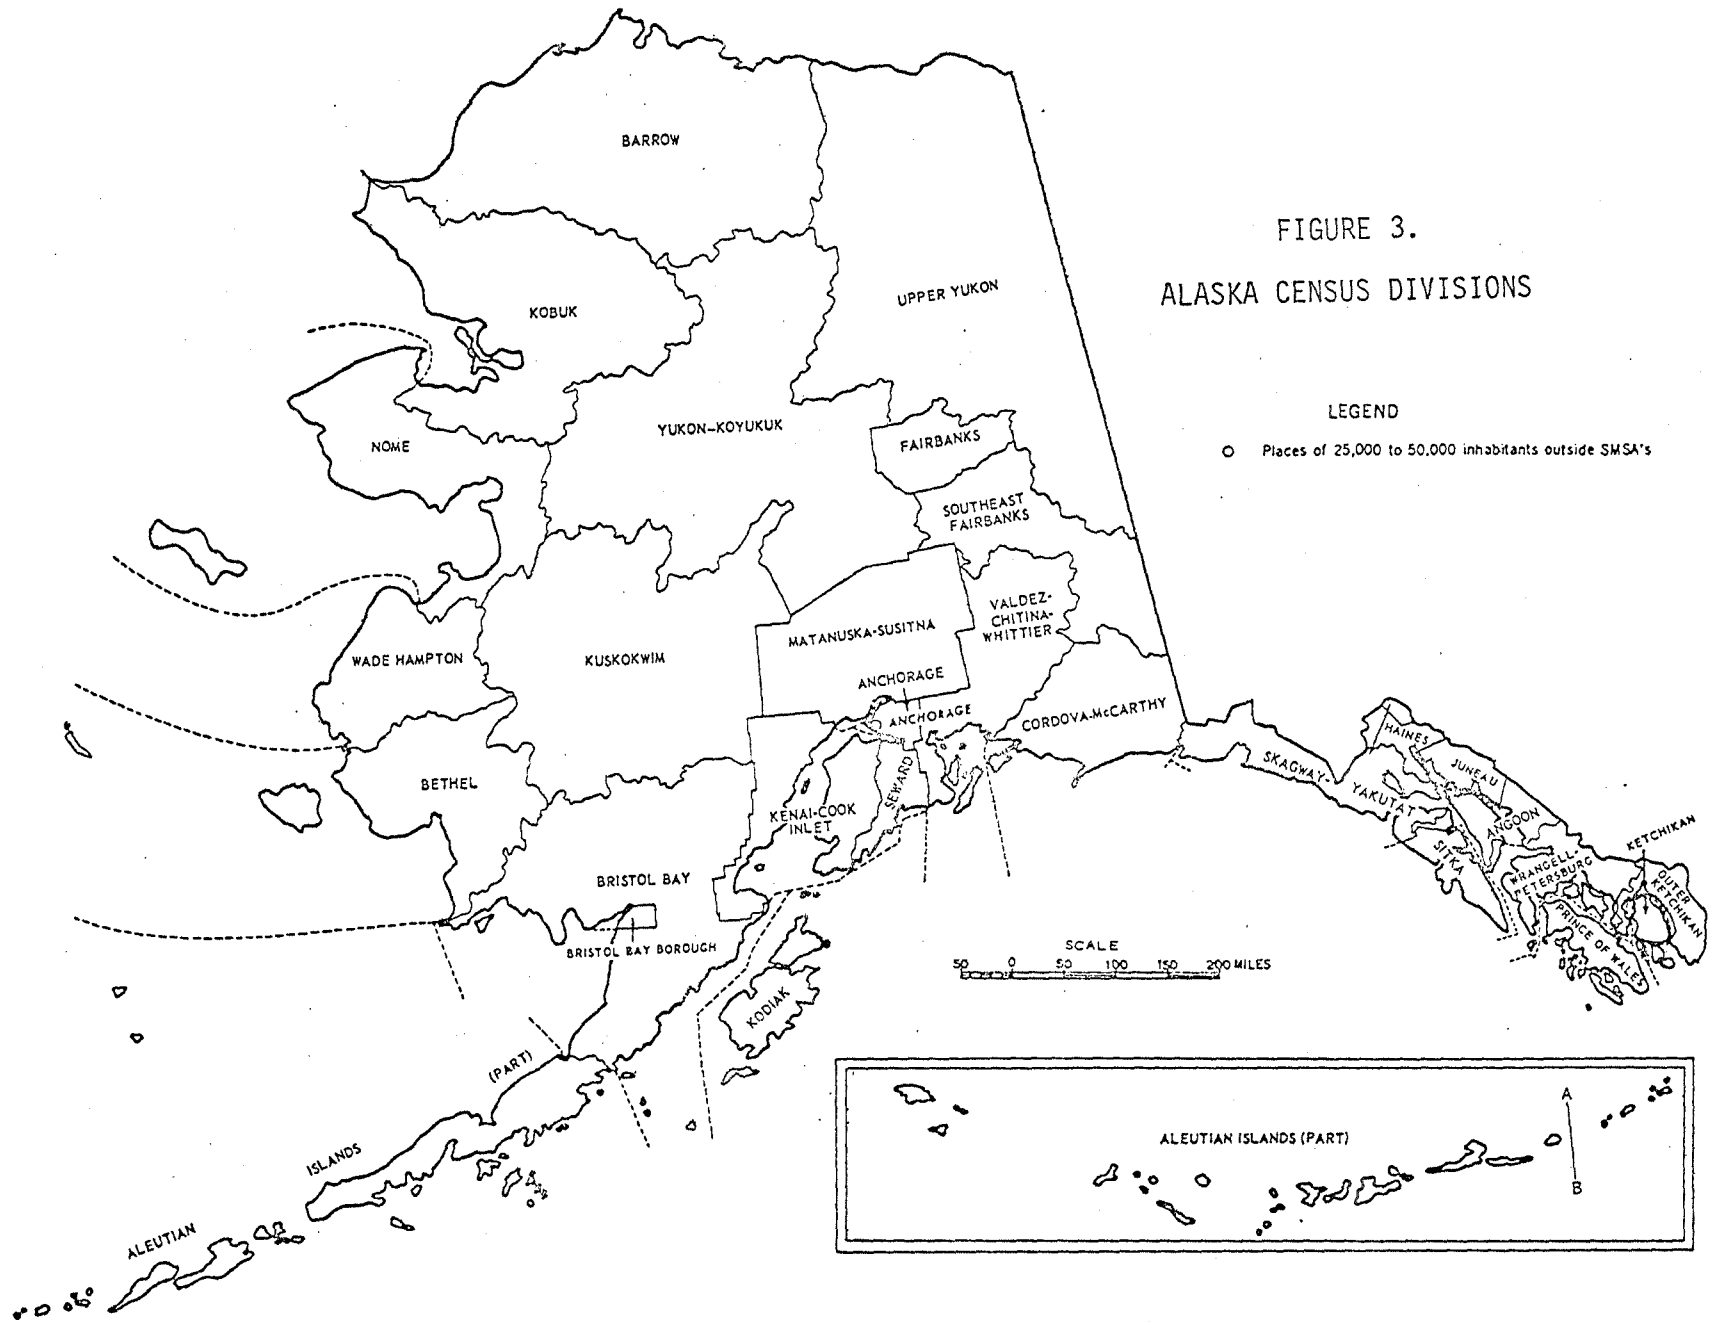 BARROW
FIGURE 3.
ALASKA CENSUS DIVISIONS
UPPER YUKON
KOBUK
LEGEND
O Places of 25,000 to 50,000 inhabitants outside SMSA's
YUKON-KOYUKUK
FAIRBANKS
NOME
SOUTHEAST
FAIRBANKS
VALDEZ-
CHITINA-
WHITTIER
MATANUSKA-SUSITNA
WADE HAMPTON
KUSKOKWIM
ANCHORAGE
ANCHORAGE
CORDOVA-McCARTHY
HAINES
SKAGWAY-
YAKUTAT
JUNEAU
BETHEL
SEWARD
KENAI-COOK
INLET
ANGOON
KETCHIKAN
SITKA
WRANGELL-
PETERSBURG
OUTER
KETCHIKAN
PRINCE OF WALES
BRISTOL BAY
BRISTOL BAY BOROUGH
SCALE
50 0 50 100 150 200 MILES
KODIAK
(PART)
ISLANDS
ALEUTIAN
ALEUTIAN ISLANDS (PART)
A
B